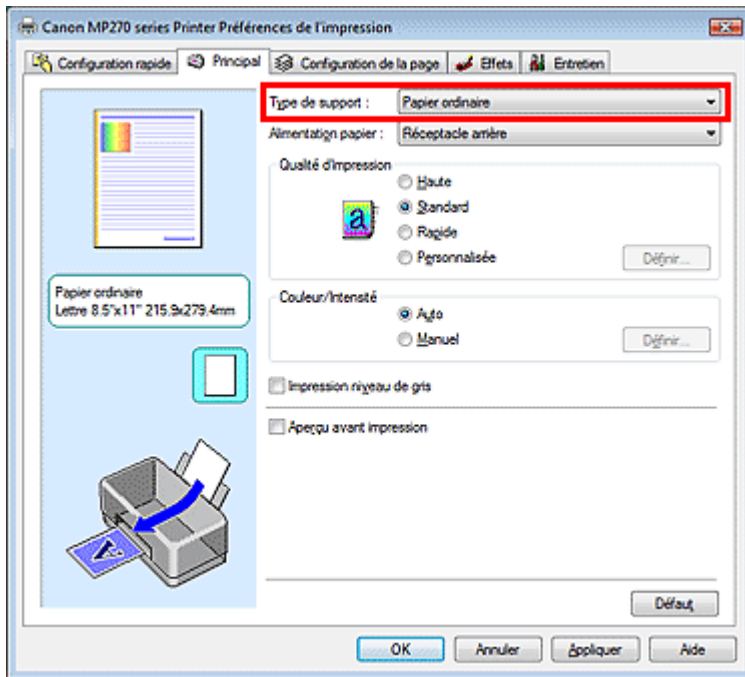 Canon MP270 series Printer Préférences de l'impression
Configuration rapide Principal Configuration de la page Effets Entretien
Type de support : Papier ordinaire
Alimentation papier : Réceptacle arrière
Qualité d'impression
Haute
Standard
Rapide
Personnalisée Définir...
Papier ordinaire
Lettre 8.5"x11" 215.9x279.4mm
Couleur/Intensité
Auto
Manuel Définir...
Impression niveau de gris
Aperçu avant impression
Défaut
OK Annuler Appliquer Aide